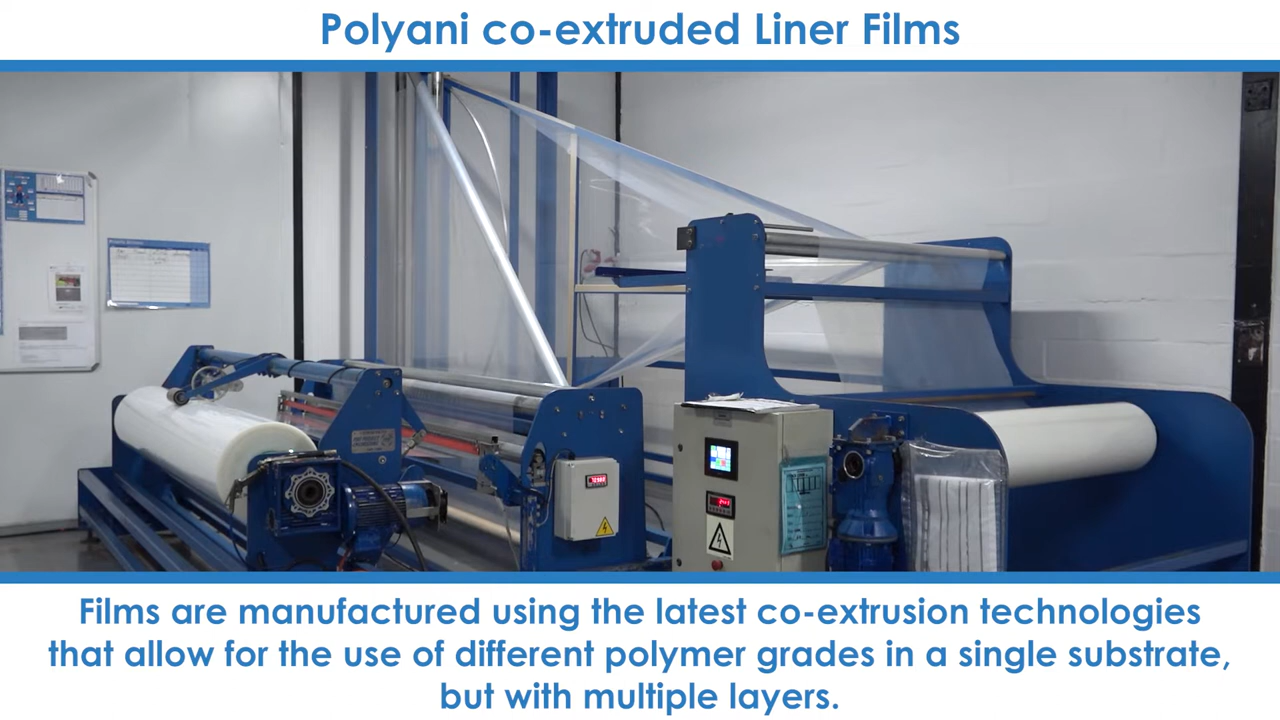 Polyani co-extruded Liner Films
Films are manufactured using the latest co-extrusion technologies
that allow for the use of different polymer grades in a single substrate,
but with multiple layers.